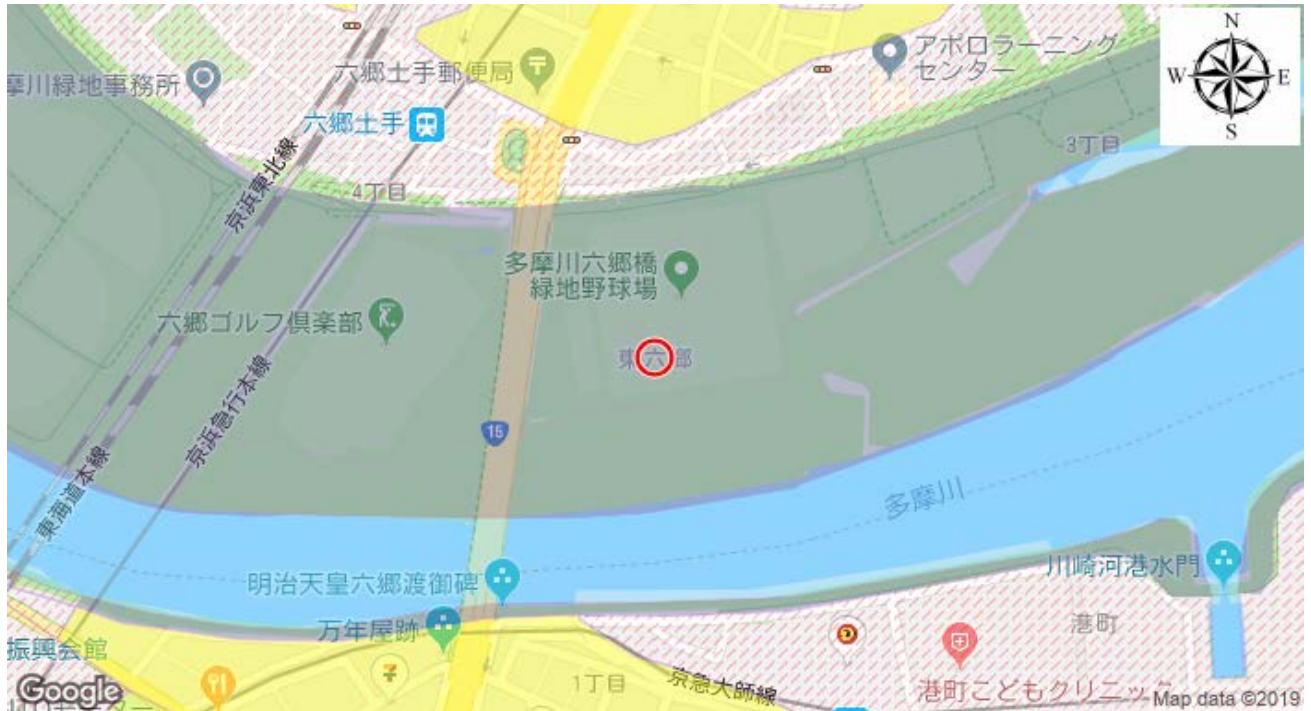 N
W
E
S
アポロラーニング
センター
六郷土手郵便局
摩川緑地事務所
六郷土手
3丁目
4丁目
京浜東北線
多摩川六郷橋
緑地野球場
六郷ゴルフ倶楽部
東六郷
京浜急行本線
15
東海道本線
多摩川
川崎河港水門
明治天皇六郷渡御碑
万年屋跡
港町
振興会館
1丁目
京急大師線
港町こどもクリニック
Google
Map data ©2019